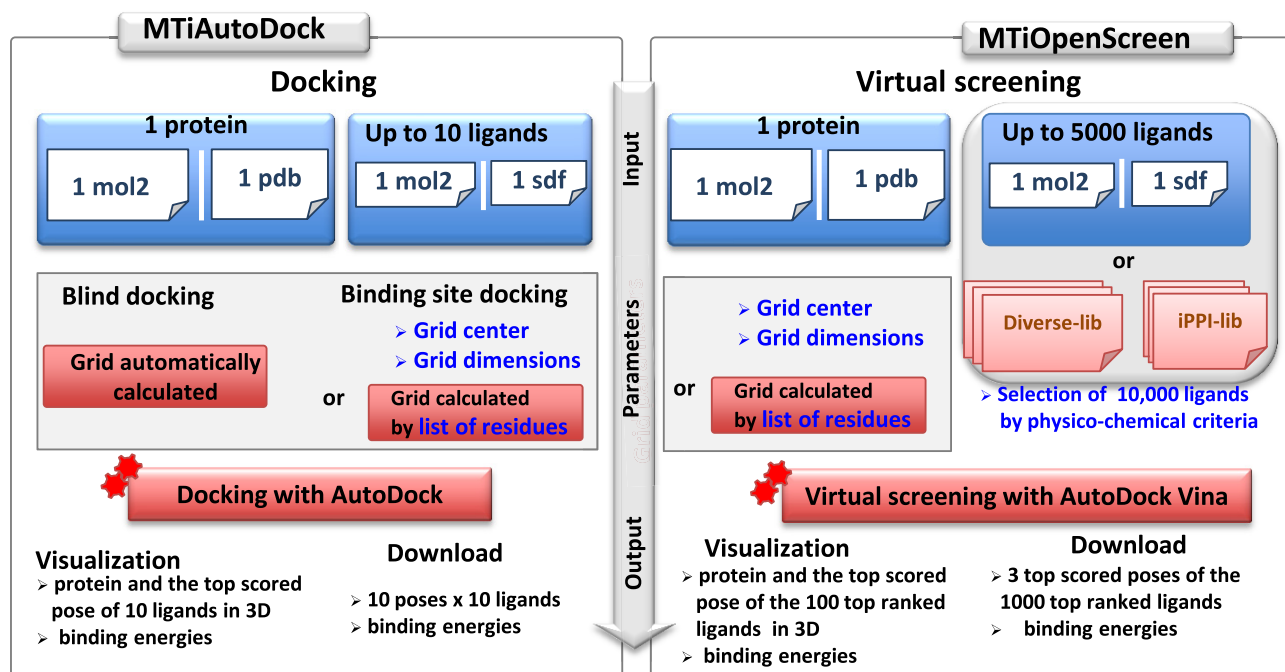 MTiAutoDock
Docking
1 protein
1 mol2
1 pdb
Up to 10 ligands
1 mol2
1 sdf
Blind docking
Grid automatically
calculated
Binding site docking
➢ Grid center
➢ Grid dimensions
or
Grid calculated
by list of residues
Docking with AutoDock
Visualization
➢ protein and the top scored
pose of 10 ligands in 3D
➢ binding energies
Download
➢ 10 poses x 10 ligands
➢ binding energies
Input
Parameters
Output
MTiOpenScreen
Virtual screening
1 protein
1 mol2
1 pdb
Up to 5000 ligands
1 mol2
1 sdf
or
Diverse-lib
iPPI-lib
➢ Selection of 10,000 ligands
by physico-chemical criteria
➢ Grid center
➢ Grid dimensions
or
Grid calculated
by list of residues
Virtual screening with AutoDock Vina
Visualization
➢ protein and the top scored
pose of the 100 top ranked
ligands in 3D
➢ binding energies
Download
➢ 3 top scored poses of the
1000 top ranked ligands
➢ binding energies